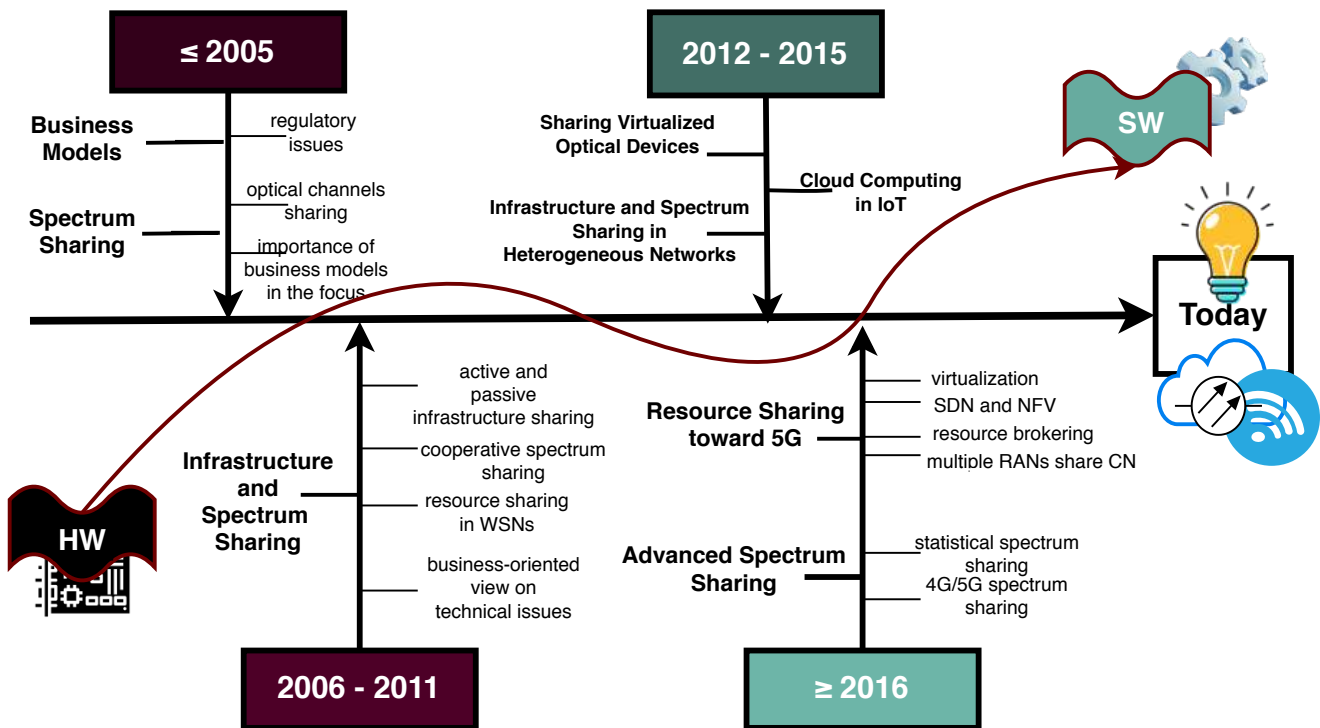 ≤ 2005
Business
Models
Spectrum
Sharing
regulatory
issues
optical channels
sharing
importance of
business models
in the focus
2012 - 2015
Sharing Virtualized
Optical Devices
Infrastructure and Spectrum
Sharing in
Heterogeneous Networks
Cloud Computing
in IoT
SW
Today
HW
Infrastructure
and
Spectrum
Sharing
active and
passive
infrastructure sharing
cooperative spectrum
sharing
resource sharing
in WSNs
business-oriented
view on
technical issues
2006 - 2011
Resource Sharing
toward 5G
Advanced Spectrum
Sharing
virtualization
SDN and NFV
resource brokering
multiple RANs share CN
statistical spectrum
sharing
4G/5G spectrum
sharing
≥ 2016